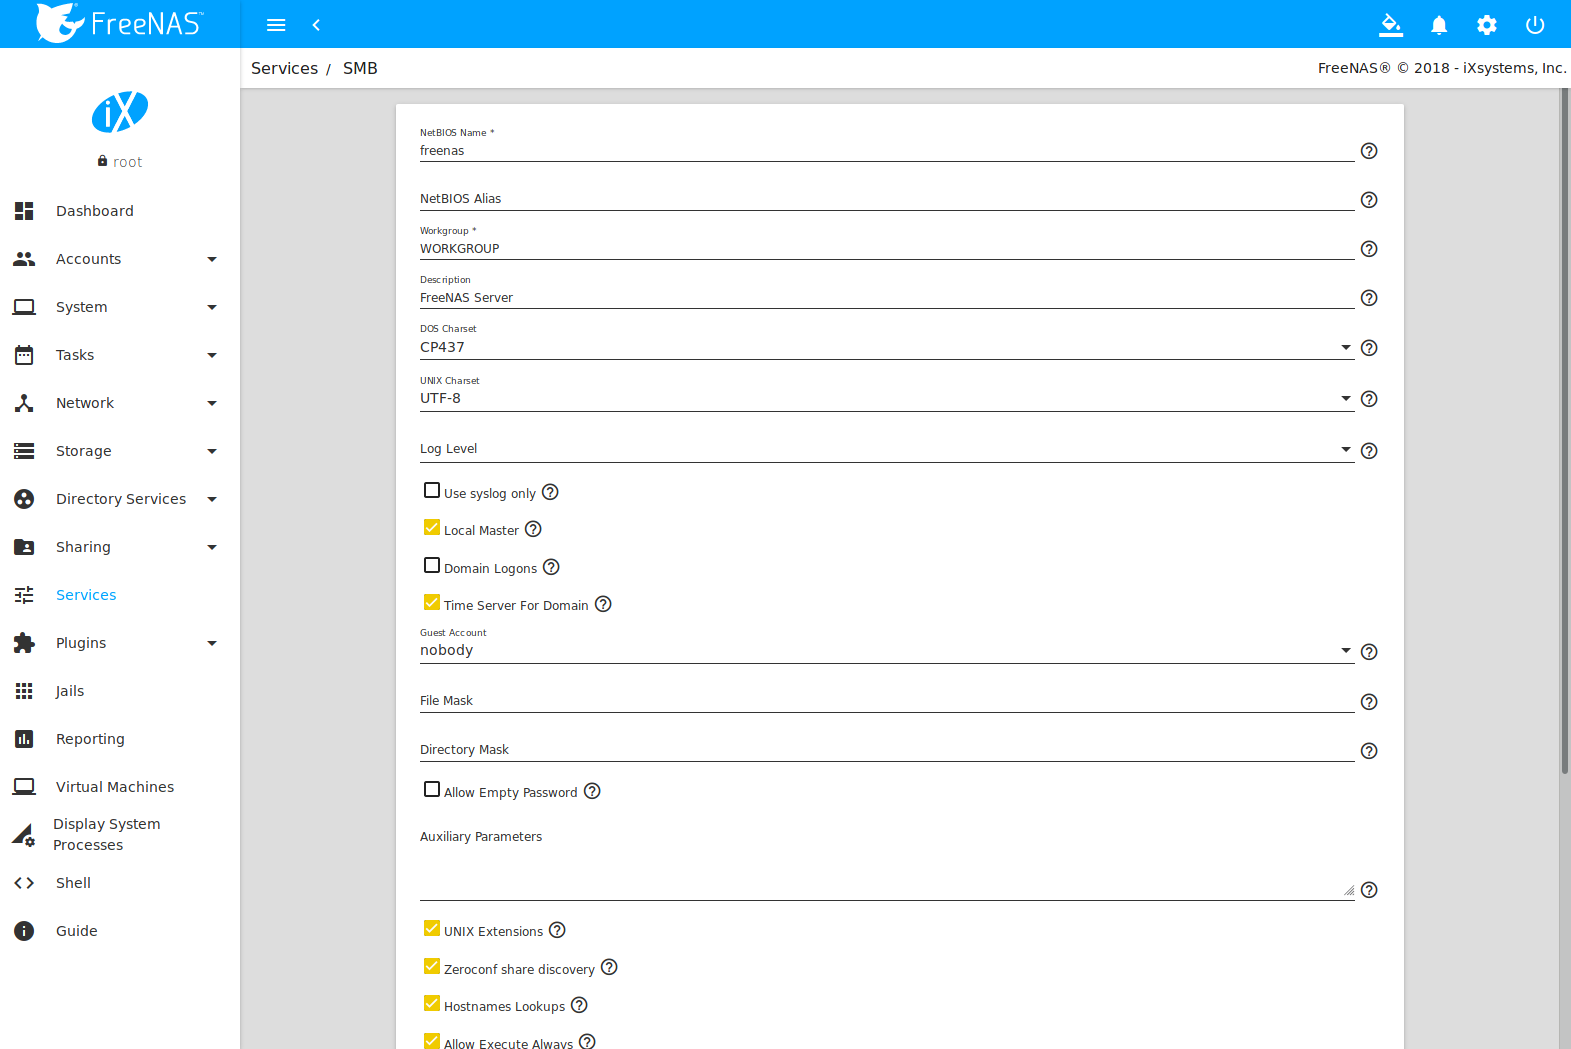 FreeNAS™
Services / SMB
FreeNAS® © 2018 - iXsystems, Inc.
iX
root
Dashboard
Accounts
System
Tasks
Network
Storage
Directory Services
Sharing
Services
Plugins
Jails
Reporting
Virtual Machines
Display System
Processes
Shell
Guide
NetBIOS Name *
freenas
NetBIOS Alias
Workgroup *
WORKGROUP
Description
FreeNAS Server
DOS Charset
CP437
UNIX Charset
UTF-8
Log Level
Use syslog only
Local Master
Domain Logons
Time Server For Domain
Guest Account
nobody
File Mask
Directory Mask
Allow Empty Password
Auxiliary Parameters
UNIX Extensions
Zeroconf share discovery
Hostnames Lookups
Allow Execute Always